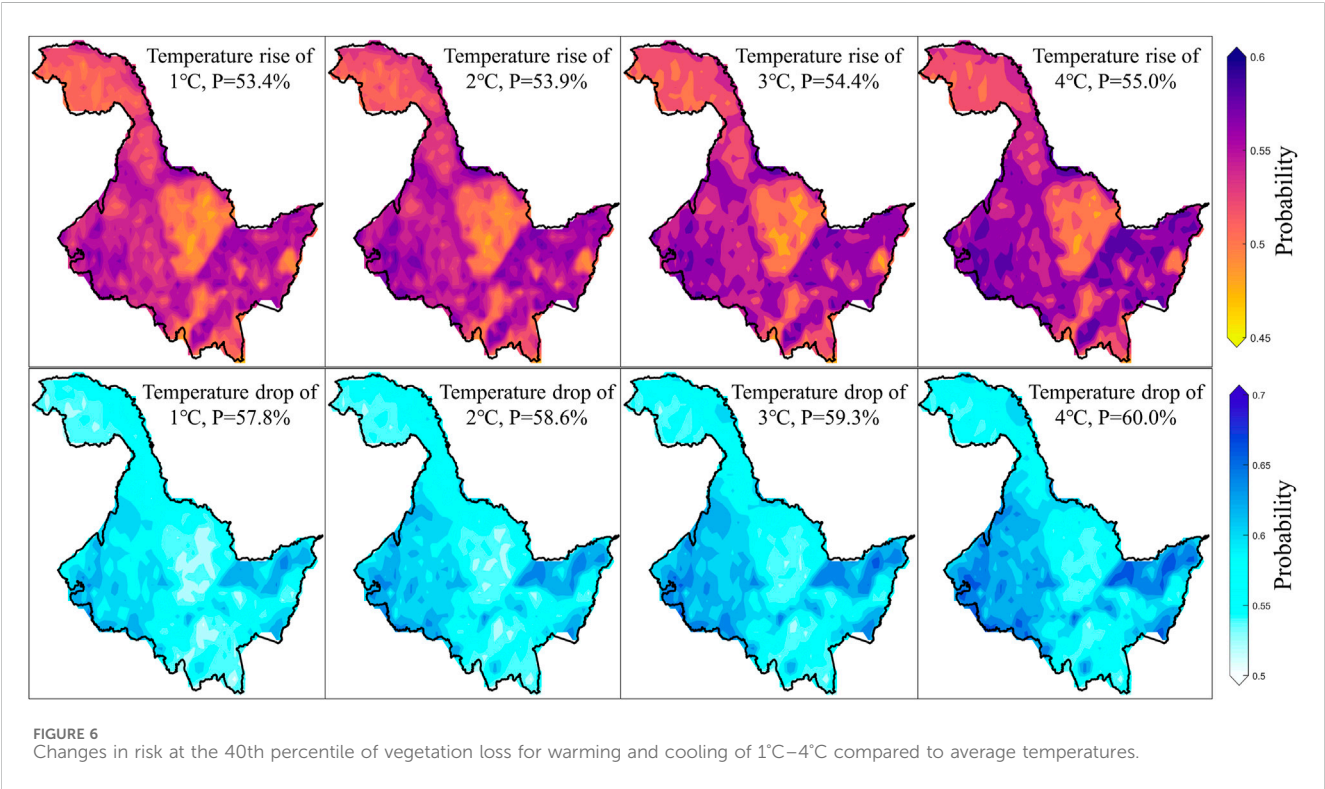 Temperature rise of
1°C, P=53.4%
Temperature rise of
2°C, P=53.9%
Temperature rise of
3°C, P=54.4%
Temperature rise of
4°C, P=55.0%
0.6
0.55
0.5
0.45
Probability
Temperature drop of
1°C, P=57.8%
Temperature drop of
2°C, P=58.6%
Temperature drop of
3°C, P=59.3%
Temperature drop of
4°C, P=60.0%
0.7
0.65
0.6
0.55
0.5
Probability
FIGURE 6
Changes in risk at the 40th percentile of vegetation loss for warming and cooling of 1°C–4°C compared to average temperatures.